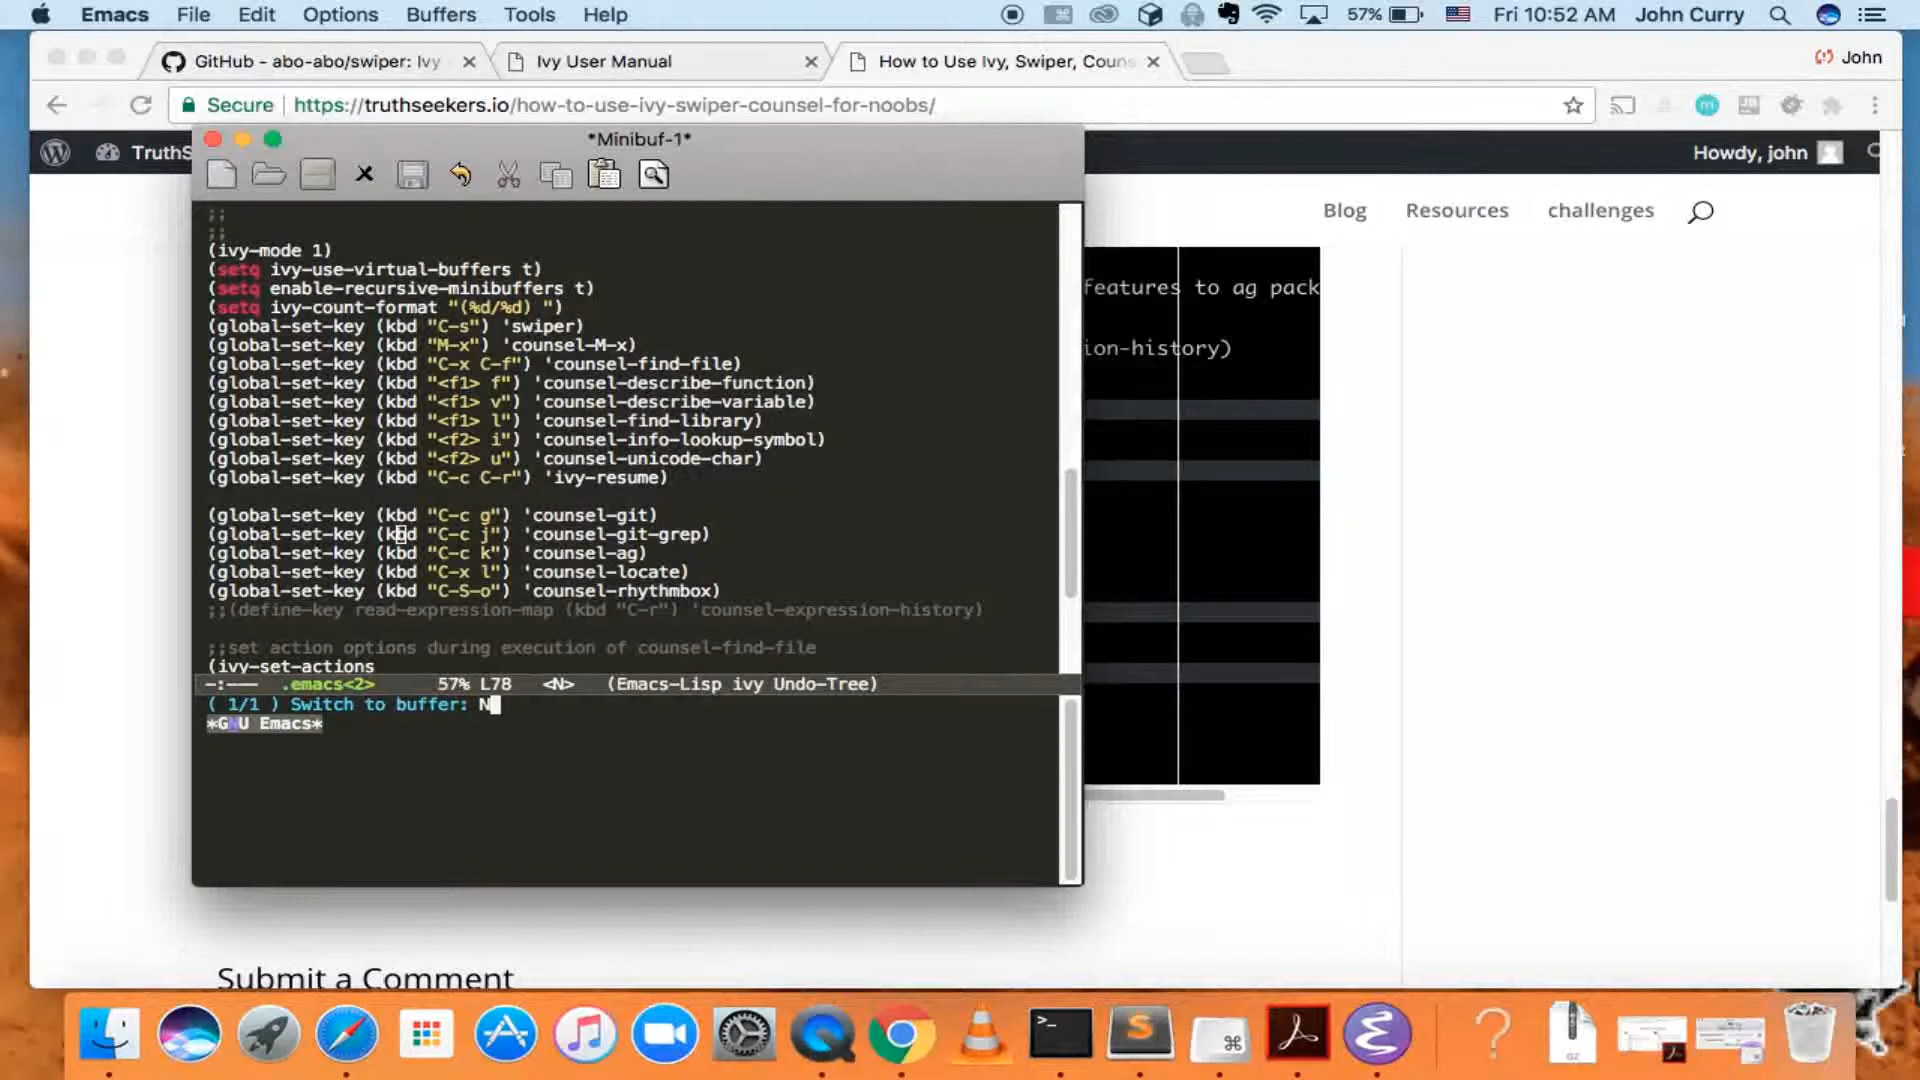 Emacs File Edit Options Buffers Tools Help 57% Fri 10:52 AM John Curry
GitHub - abo-abo/swiper: Ivy
Ivy User Manual
How to Use Ivy, Swiper, Couns
John
Secure https://truthseekers.io/how-to-use-ivy-swiper-counsel-for-noobs/
*Minibuf-1*
TruthS
Howdy, john
Blog Resources challenges
;;
;;
(ivy-mode 1)
(setq ivy-use-virtual-buffers t)
(setq enable-recursive-minibuffers t)
(setq ivy-count-format "(%d/%d) ")
(global-set-key (kbd "C-s") 'swiper)
(global-set-key (kbd "M-x") 'counsel-M-x)
(global-set-key (kbd "C-x C-f") 'counsel-find-file)
(global-set-key (kbd "<f1> f") 'counsel-describe-function)
(global-set-key (kbd "<f1> v") 'counsel-describe-variable)
(global-set-key (kbd "<f1> l") 'counsel-find-library)
(global-set-key (kbd "<f2> i") 'counsel-info-lookup-symbol)
(global-set-key (kbd "<f2> u") 'counsel-unicode-char)
(global-set-key (kbd "C-c C-r") 'ivy-resume)
(global-set-key (kbd "C-c g") 'counsel-git)
(global-set-key (kbd "C-c j") 'counsel-git-grep)
(global-set-key (kbd "C-c k") 'counsel-ag)
(global-set-key (kbd "C-x l") 'counsel-locate)
(global-set-key (kbd "C-S-o") 'counsel-rhythmbox)
;;(define-key read-expression-map (kbd "C-r") 'counsel-expression-history)
;;set action options during execution of counsel-find-file
(ivy-set-actions
-:--- .emacs<2> 57% L78 <N> (Emacs-Lisp ivy Undo-Tree)
( 1/1 ) Switch to buffer: N
*GNU Emacs*
features to ag pack
ion-history)
Submit a Comment